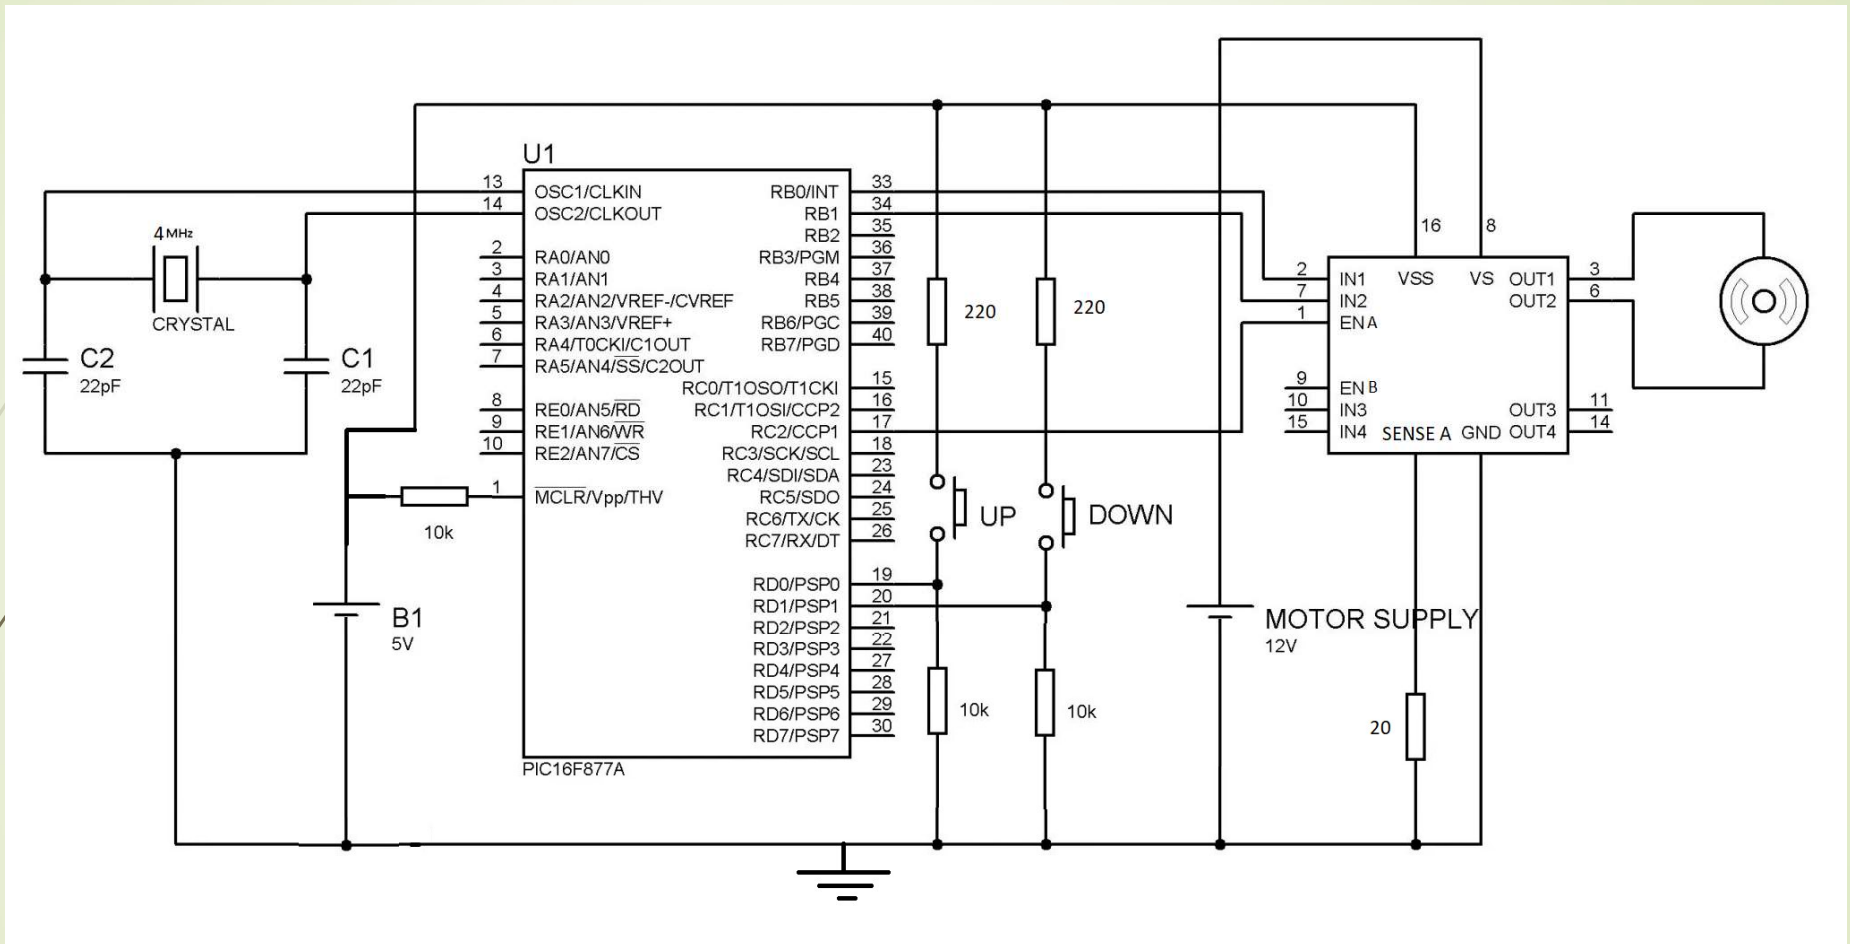 U1
13
14
OSC1/CLKIN
OSC2/CLKOUT
2
3
4
5
6
7
RA0/AN0
RA1/AN1
RA2/AN2/VREF-/CVREF
RA3/AN3/VREF+
RA4/T0CKI/C1OUT
RA5/AN4/SS/C2OUT
8
9
10
RE0/AN5/RD
RE1/AN6/WR
RE2/AN7/CS
1
MCLR/Vpp/THV
PIC16F877A
RB0/INT
RB1
RB2
RB3/PGM
RB4
RB5
RB6/PGC
RB7/PGD
33
34
35
36
37
38
39
40
RC0/T1OSO/T1CKI
RC1/T1OSI/CCP2
RC2/CCP1
RC3/SCK/SCL
RC4/SDI/SDA
RC5/SDO
RC6/TX/CK
RC7/RX/DT
15
16
17
18
23
24
25
26
RD0/PSP0
RD1/PSP1
RD2/PSP2
RD3/PSP3
RD4/PSP4
RD5/PSP5
RD6/PSP6
RD7/PSP7
19
20
21
22
27
28
29
30
4MHz
CRYSTAL
C2
22pF
C1
22pF
10k
B1
5V
220
220
UP
DOWN
10k
10k
MOTOR SUPPLY
12V
20
16
8
2
7
1
IN1
IN2
ENA
VSS
VS
OUT1
OUT2
3
6
9
10
15
ENB
IN3
IN4
SENSE A
GND
OUT3
OUT4
11
14